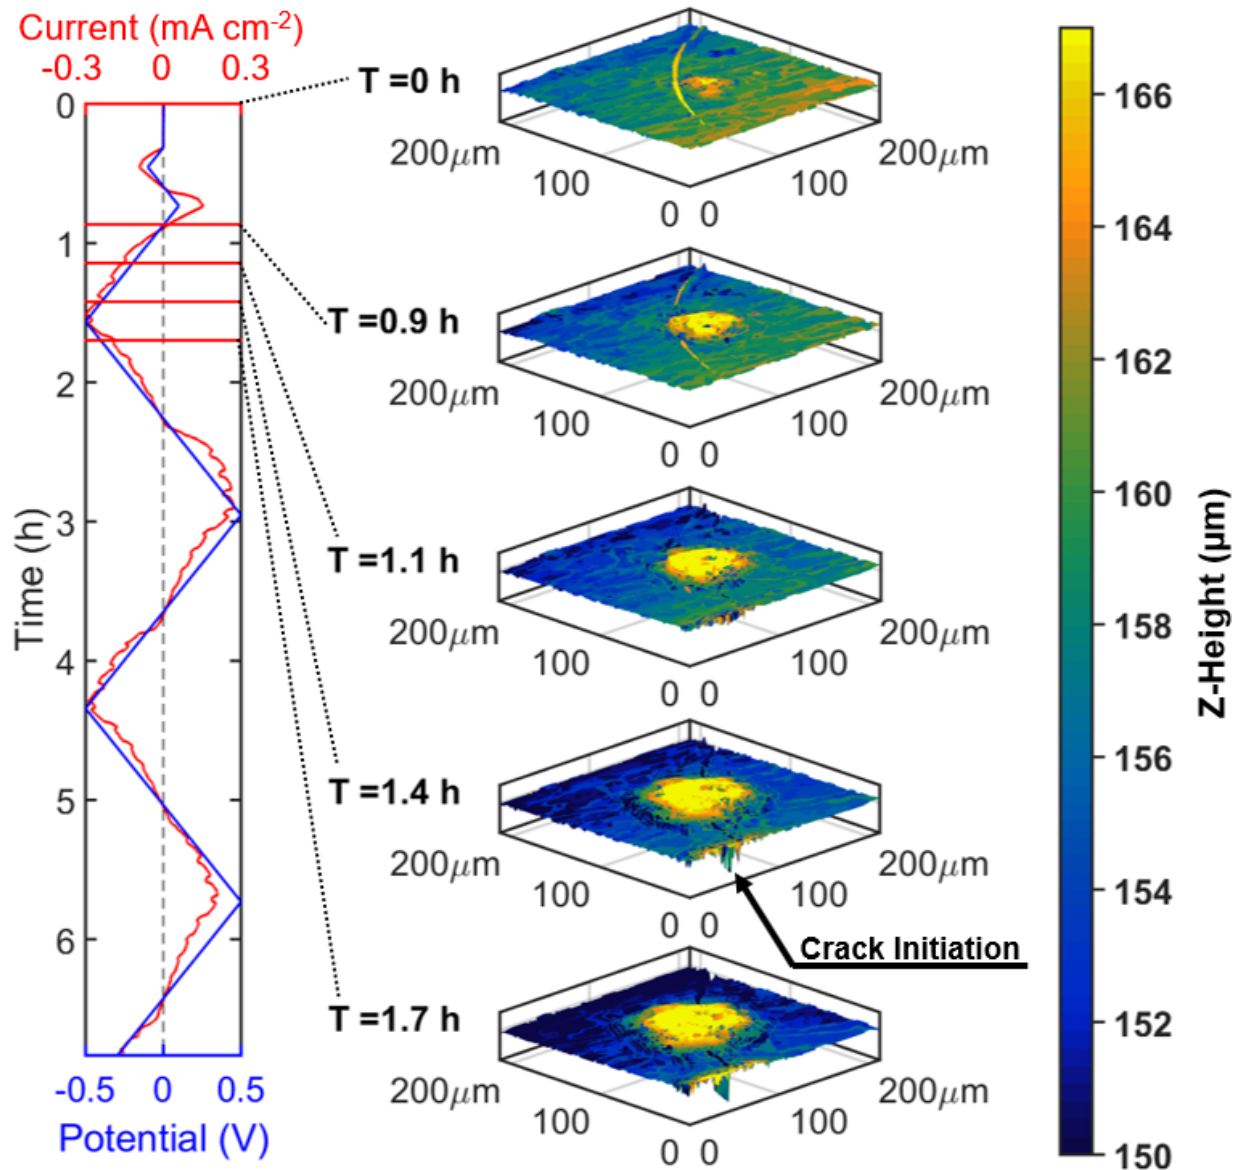 Current (mA cm-2)
-0.3 0 0.3
0
1
2
3
4
5
6
Time (h)
-0.5 0 0.5
Potential (V)
T =0 h
200μm 100 0 0 200μm
T =0.9 h
200μm 100 0 0 100 200μm
T =1.1 h
200μm 100 0 0 100 200μm
T =1.4 h
200μm 100 0 0 100 200μm
Crack Initiation
T =1.7 h
200μm 100 0 0 100 200μm
166
164
162
160
158
156
154
152
150
Z-Height (μm)